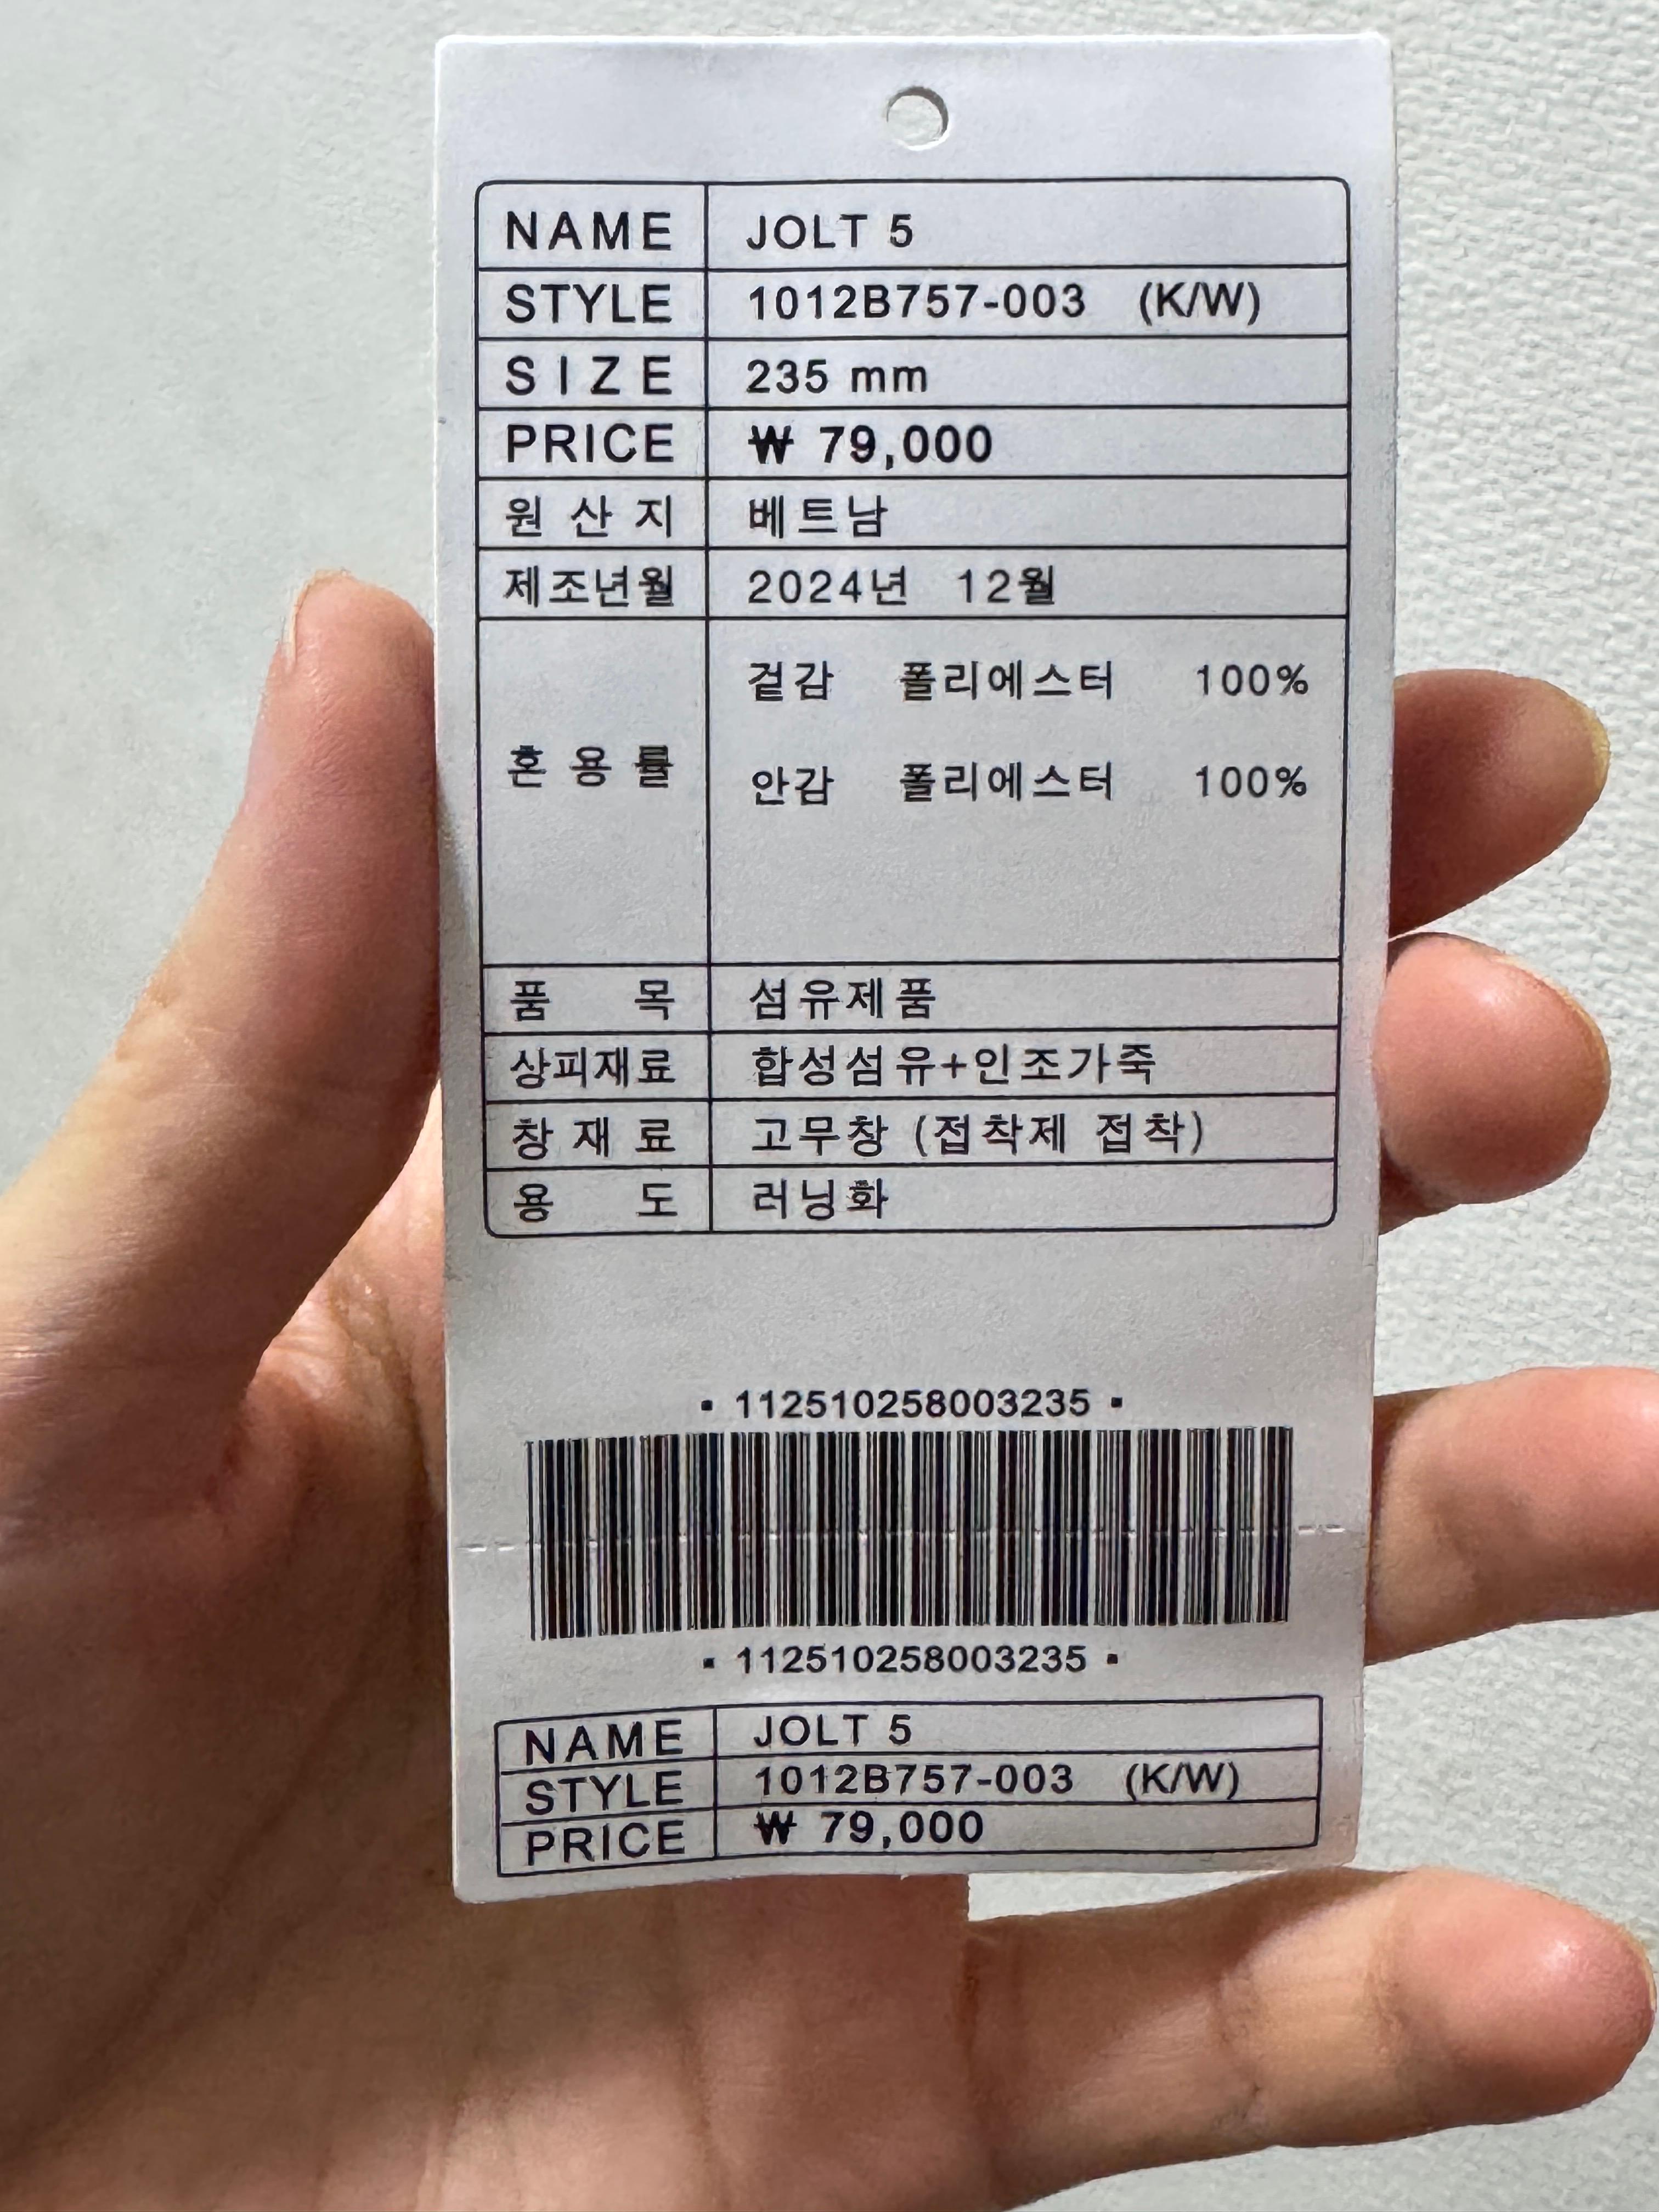 NAME JOLT 5
STYLE 1012B757-003 (K/W)
SIZE 235 mm
PRICE ₩ 79,000
원산지 베트남
제조년월 2024년 12월
겉감 폴리에스터 100%
혼용률
안감 폴리에스터 100%
품목 섬유제품
상피재료 합성섬유+인조가죽
창재료 고무창 (접착제 접착)
용도 러닝화
▪ 112510258003235 ▪
▪ 112510258003235 ▪
NAME JOLT 5
STYLE 1012B757-003 (K/W)
PRICE ₩ 79,000